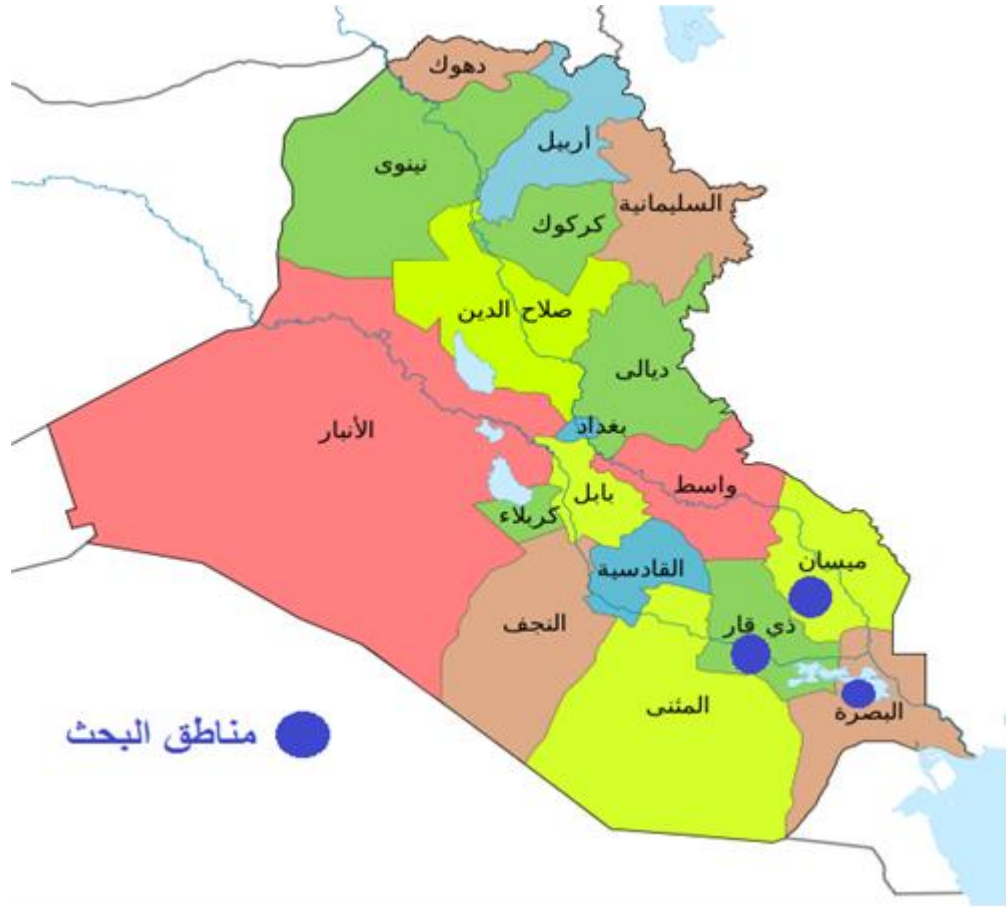 دهوك
أربيل
نينوى
السليمانية
كركوك
صلاح الدين
ديالى
بغداد
الأنبار
واسط
بابل
كربلاء
ميسان
القادسية
النجف
ذي قار
المثنى
البصرة
مناطق البحث